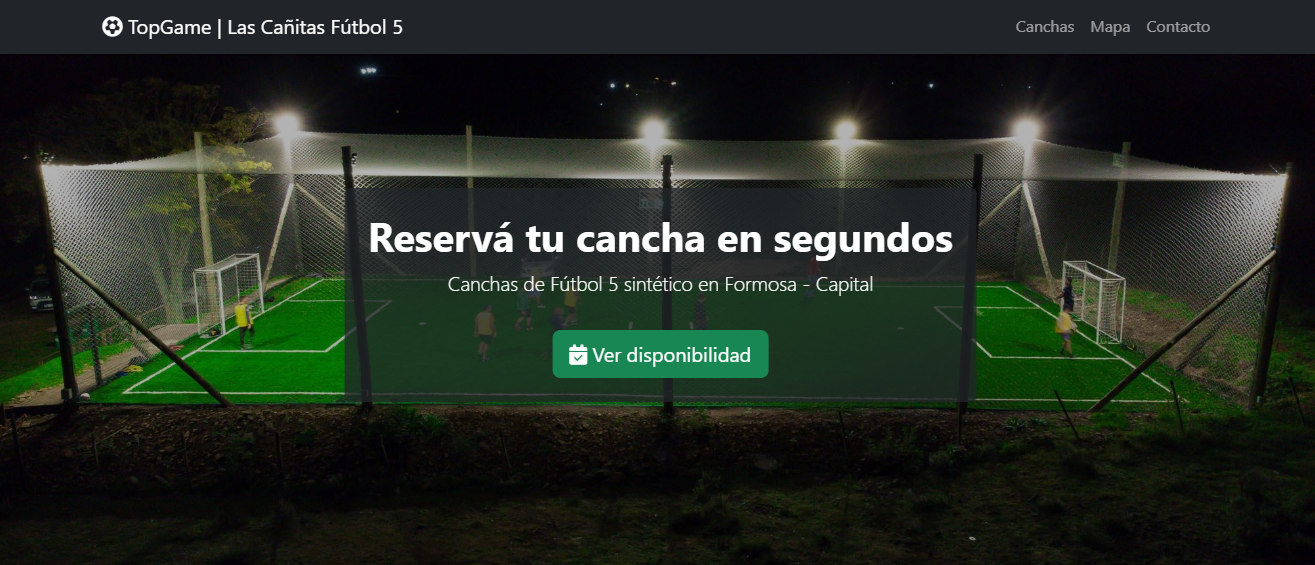 TopGame | Las Cañitas Fútbol 5
Canchas Mapa Contacto
Reservá tu cancha en segundos
Canchas de Fútbol 5 sintético en Formosa - Capital
Ver disponibilidad